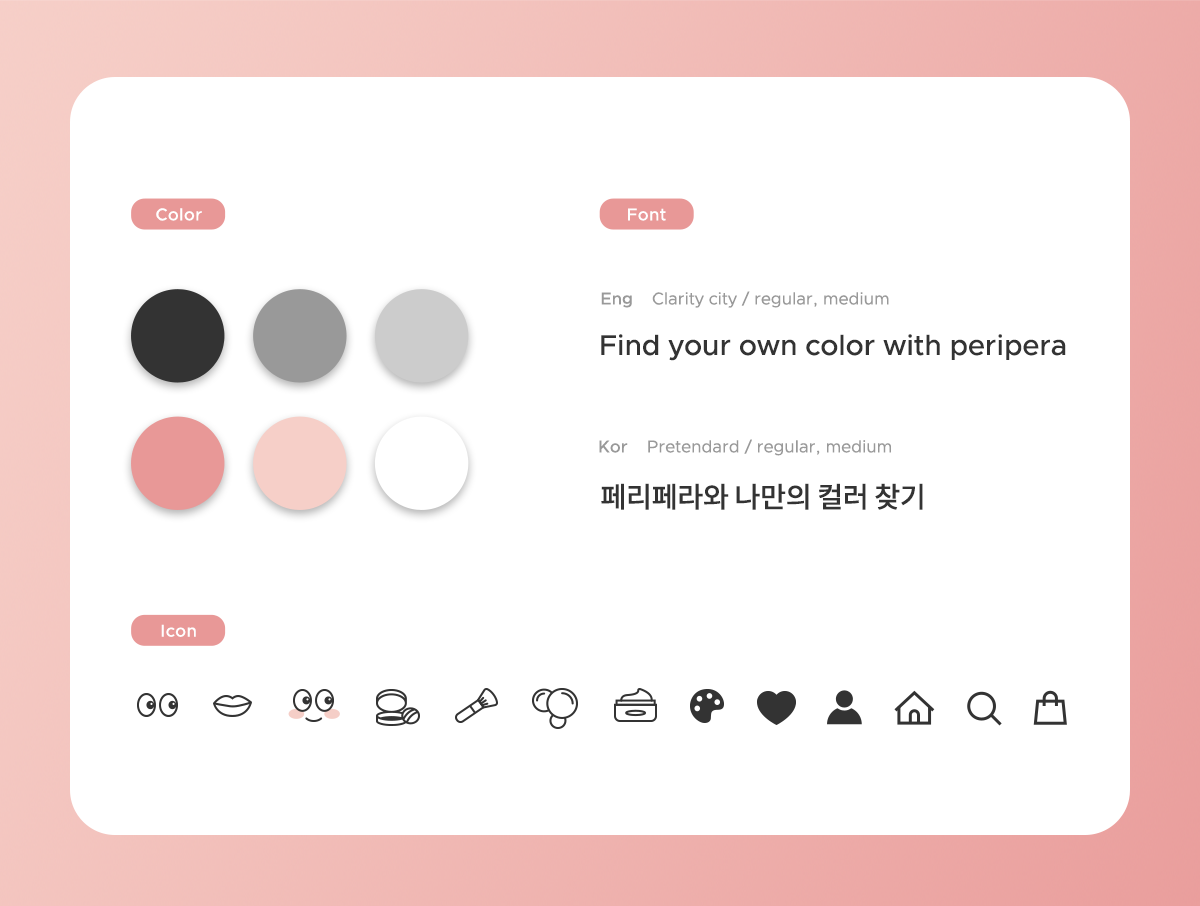 Color
Font
Eng Clarity city / regular, medium
Find your own color with peripera
Kor Pretendard / regular, medium
페리페라와 나만의 컬러 찾기
Icon